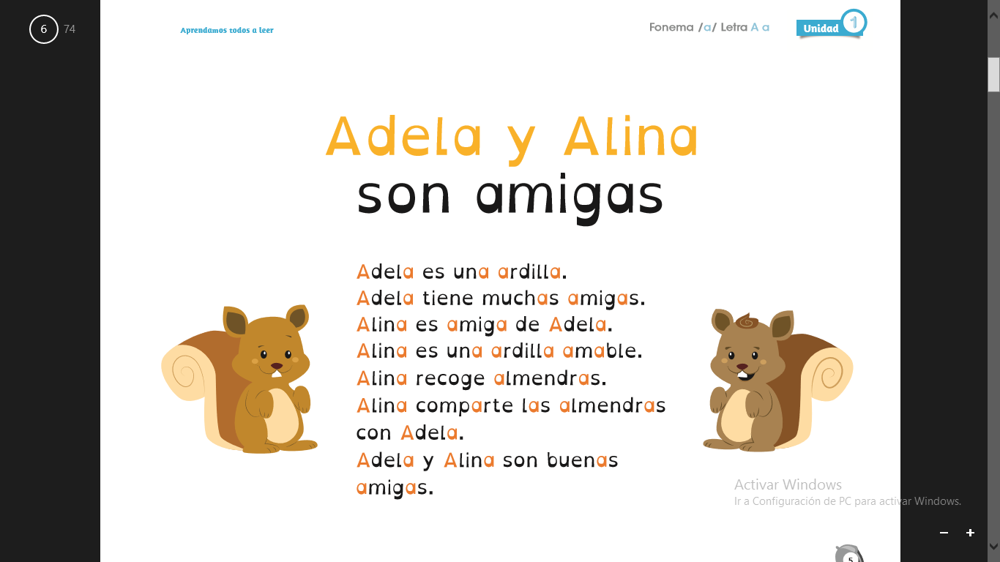 6 74
Aprendamos todos a leer
Fonema /a/ Letra A a
Unidad 1
Adela y Alina
son amigas
Adela es una ardilla.
Adela tiene muchas amigas.
Alina es amiga de Adela.
Alina es una ardilla amable.
Alina recoge almendras.
Alina comparte las almendras
con Adela.
Adela y Alina son buenas
amigas.
Activar Windows
Ir a Configuración de PC para activar Windows.
5